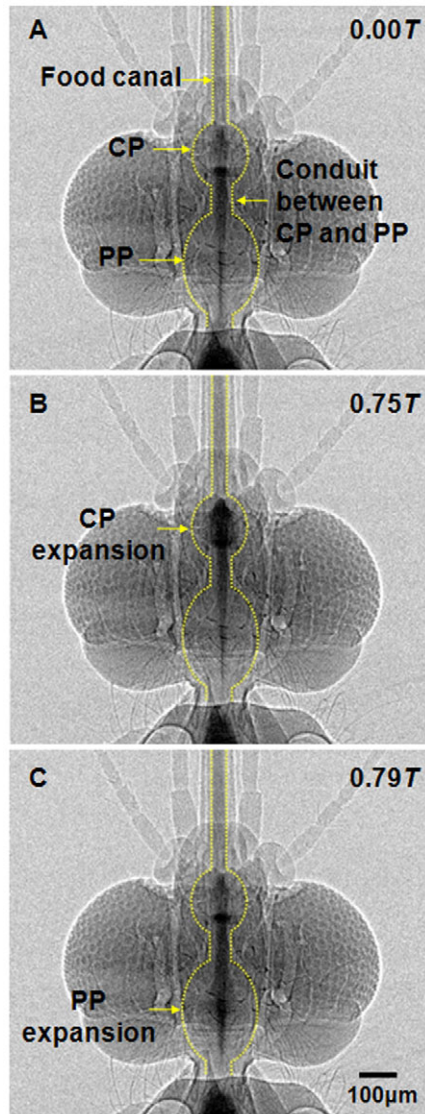 A
0.00T
Food canal
CP
Conduit
between
CP and PP
PP
B
0.75T
CP
expansion
C
0.79T
PP
expansion
100µm